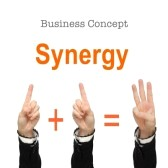 Business Concept
Synergy
+ =